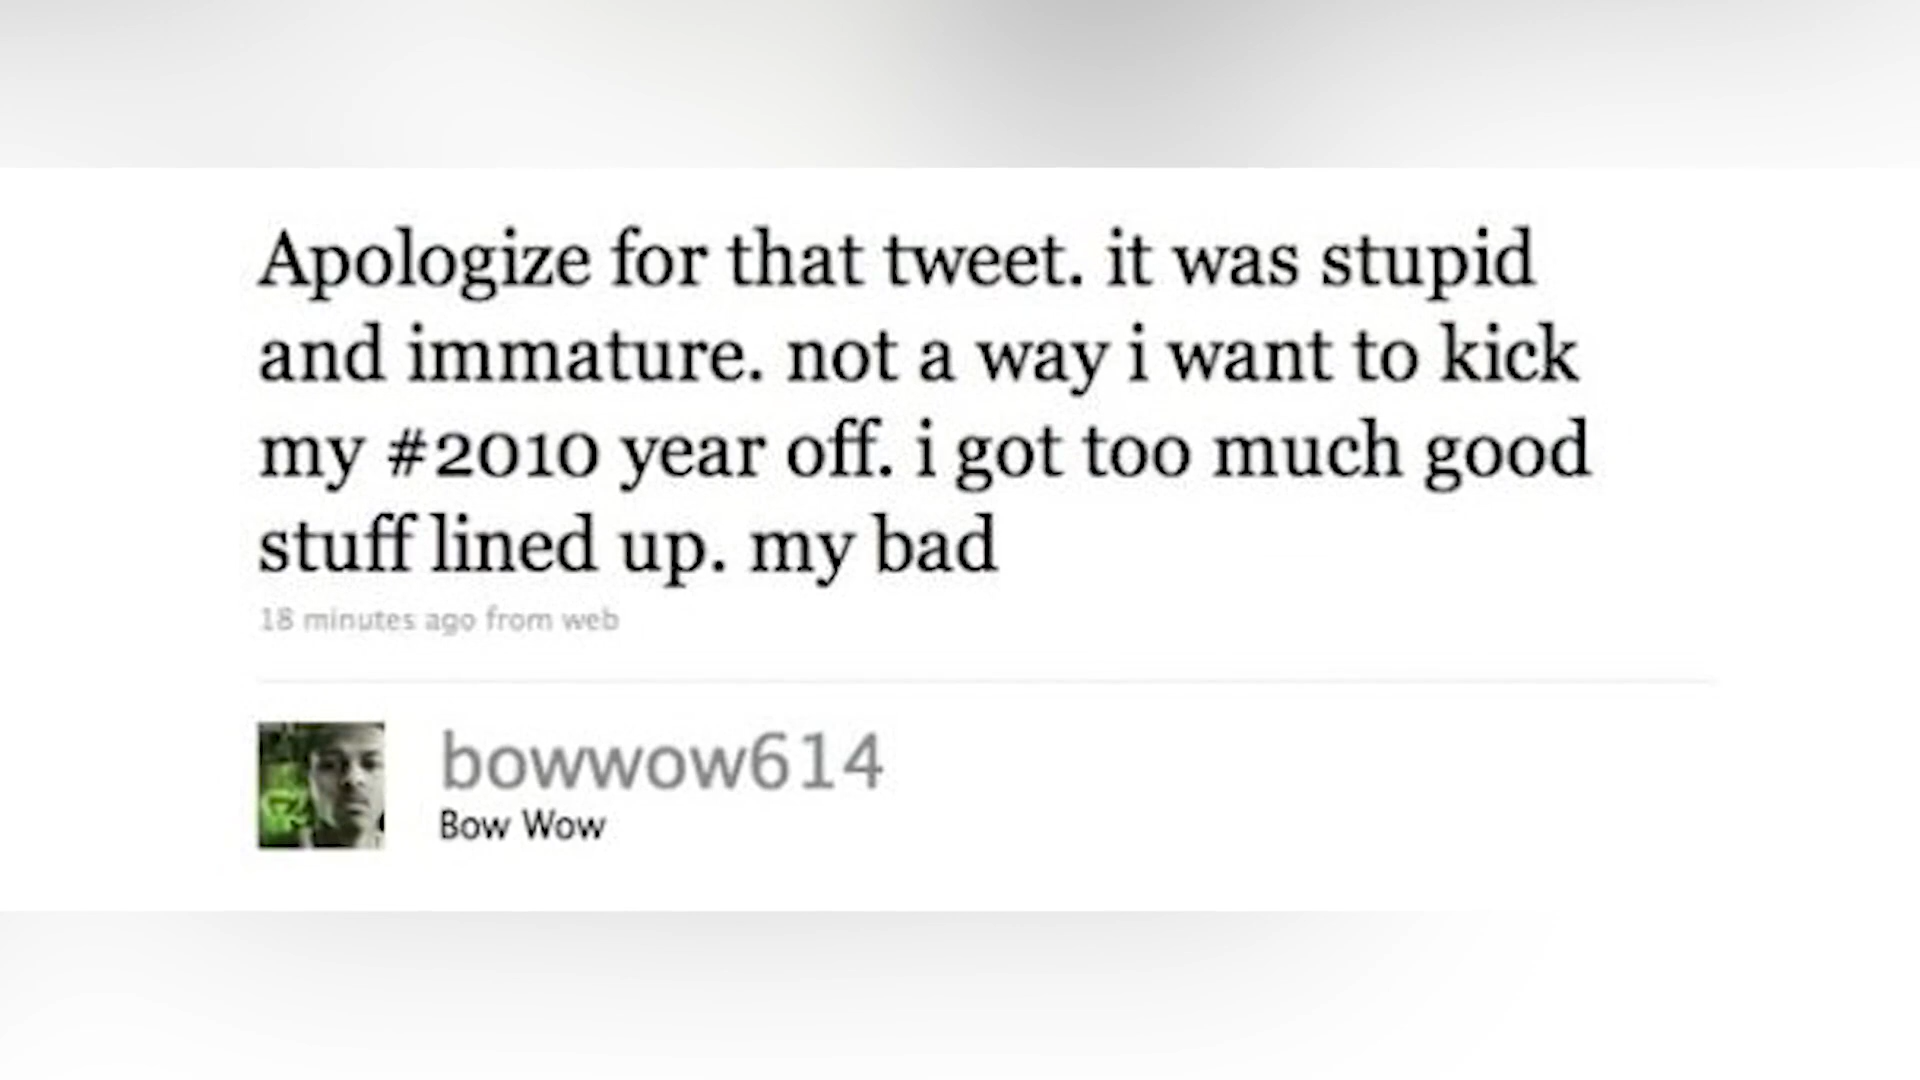 Apologize for that tweet. it was stupid
and immature. not a way i want to kick
my #2010 year off. i got too much good
stuff lined up. my bad
18 minutes ago from web
bowwow614
Bow Wow